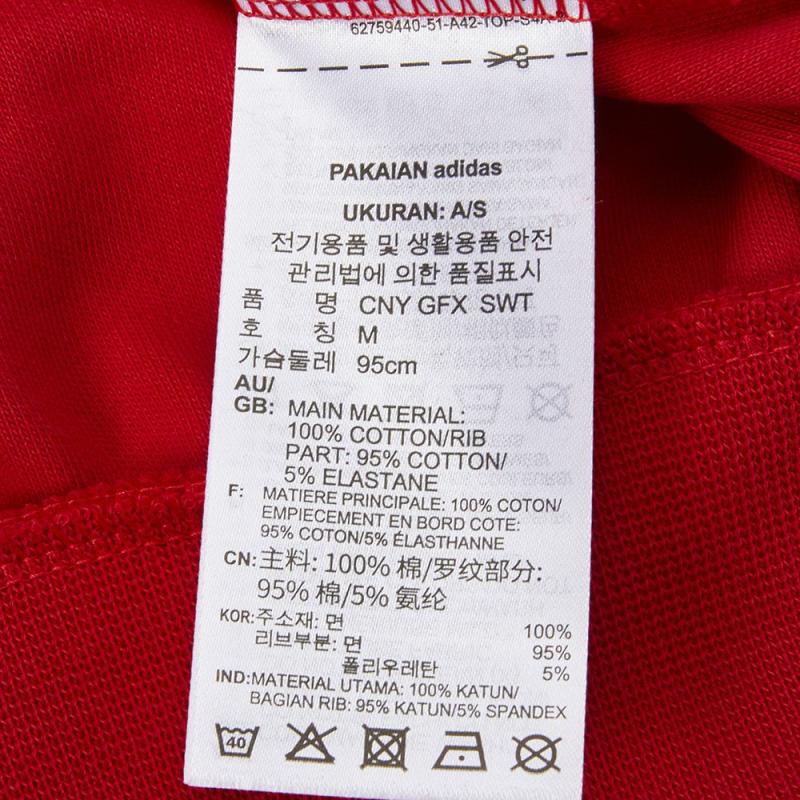 62759440-51-A42-TOP-S4A
PAKAIAN adidas
UKURAN: A/S
전기용품 및 생활용품 안전
관리법에 의한 품질표시
품 명 CNY GFX SWT
호 칭 M
가슴둘레 95cm
AU/
GB: MAIN MATERIAL:
100% COTTON/RIB
PART: 95% COTTON/
5% ELASTANE
F: MATIERE PRINCIPALE: 100% COTON/
EMPIECEMENT EN BORD COTE:
95% COTON/5% ÉLASTHANNE
CN: 主料: 100% 棉/罗纹部分:
95% 棉/5% 氨纶
KOR: 주소재: 면 100%
리브부분: 면 95%
폴리우레탄 5%
IND: MATERIAL UTAMA: 100% KATUN/
BAGIAN RIB: 95% KATUN/5% SPANDEX
40